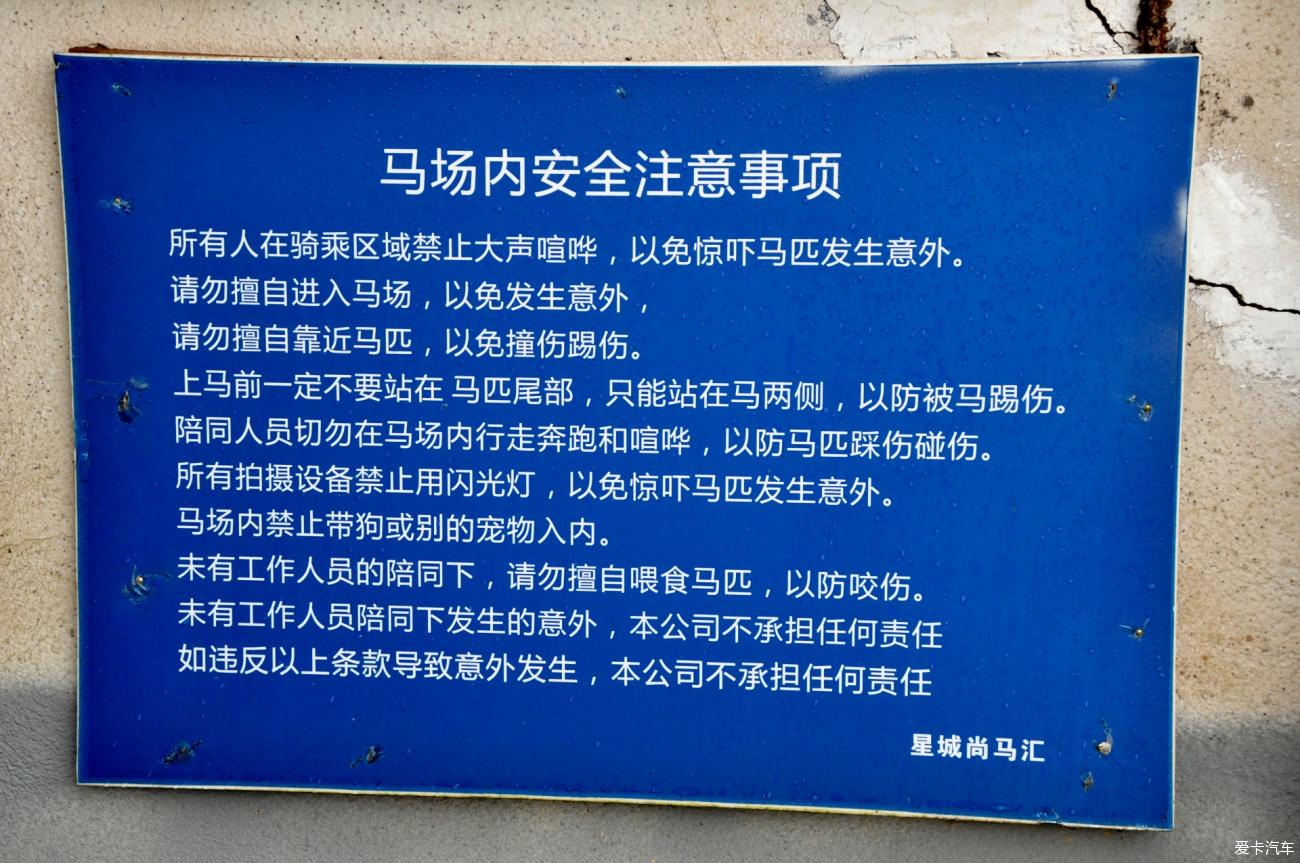 马场内安全注意事项
所有人在骑乘区域禁止大声喧哗，以免惊吓马匹发生意外。
请勿擅自进入马场，以免发生意外，
请勿擅自靠近马匹，以免撞伤踢伤。
上马前一定不要站在 马匹尾部，只能站在马两侧，以防被马踢伤。
陪同人员切勿在马场内行走奔跑和喧哗，以防马匹踩伤碰伤。
所有拍摄设备禁止用闪光灯，以免惊吓马匹发生意外。
马场内禁止带狗或别的宠物入内。
未有工作人员的陪同下，请勿擅自喂食马匹，以防咬伤。
未有工作人员陪同下发生的意外，本公司不承担任何责任
如违反以上条款导致意外发生，本公司不承担任何责任
星城尚马汇
爱卡汽车